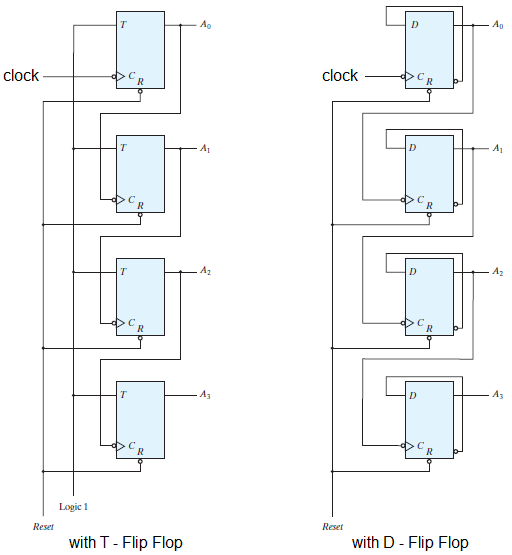 T
A0
clock
C
R
T
A1
C
R
T
A2
C
R
T
A3
C
R
Logic 1
Reset
with T - Flip Flop
D
A0
clock
C
R
D
A1
C
R
D
A2
C
R
D
A3
C
R
Reset
with D - Flip Flop